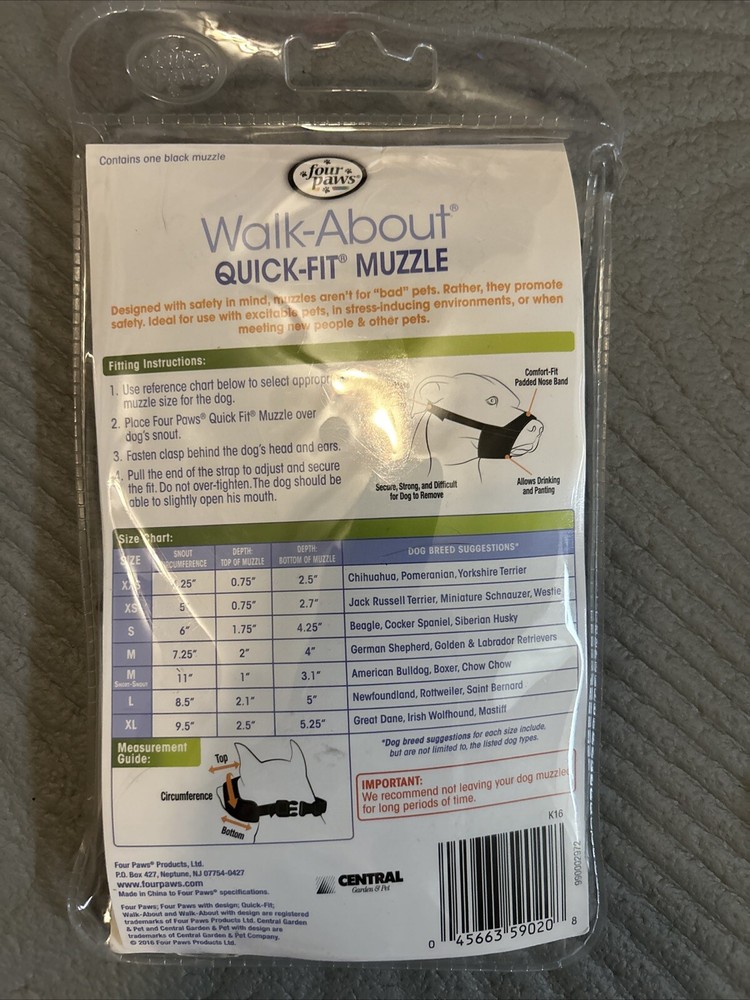 Contains one black muzzle
four paws®
Walk-About®
QUICK-FIT® MUZZLE
Designed with safety in mind, muzzles aren't for "bad" pets. Rather, they promote
safety. Ideal for use with excitable pets, in stress-inducing environments, or when
meeting new people & other pets.
Fitting Instructions:
1. Use reference chart below to select
muzzle size for the dog.
2. Place Four Paws® Quick Fit® Muzzle over
dog's snout.
3. Fasten clasp behind the dog's head and ears.
4. Pull the end of the strap to adjust and secure
the fit. Do not over-tighten. The dog should be
able to slightly open his mouth.
Comfort-Fit
Padded Nose Band
Secure, Strong, and Difficult
for Dog to Remove
Allows Drinking
and Panting
Size Chart:
SIZE SNOUT CIRCUMFERENCE DEPTH: TOP OF MUZZLE DEPTH: BOTTOM OF MUZZLE DOG BREED SUGGESTIONS*
XXS 4.25" 0.75" 2.5" Chihuahua, Pomeranian, Yorkshire Terrier
XS 5" 0.75" 2.7" Jack Russell Terrier, Miniature Schnauzer, Westie
S 6" 1.75" 4.25" Beagle, Cocker Spaniel, Siberian Husky
M 7.25" 2" 4" German Shepherd, Golden & Labrador Retrievers
M SHORT-SNOUT 11" 1" 3.1" American Bulldog, Boxer, Chow Chow
L 8.5" 2.1" 5" Newfoundland, Rottweiler, Saint Bernard
XL 9.5" 2.5" 5.25" Great Dane, Irish Wolfhound, Mastiff
*Dog breed suggestions for each size include,
but are not limited to, the listed dog types.
Measurement
Guide:
Top
Circumference
Bottom
IMPORTANT:
We recommend not leaving your dog muzzled
for long periods of time.
K16
Four Paws® Products, Ltd.
P.O. Box 427, Neptune, NJ 07754-0427
www.fourpaws.com
Made in China to Four Paws® specifications.
Four Paws; Four Paws with design; Quick-Fit;
Walk-About and Walk-About with design are registered
trademarks of Four Paws Products Ltd. Central Garden
& Pet and Central Garden & Pet with design are
trademarks of Central Garden & Pet Company.
© 2016 Four Paws Products Ltd.
CENTRAL
Garden & Pet
990002972
0 45663 59020 8